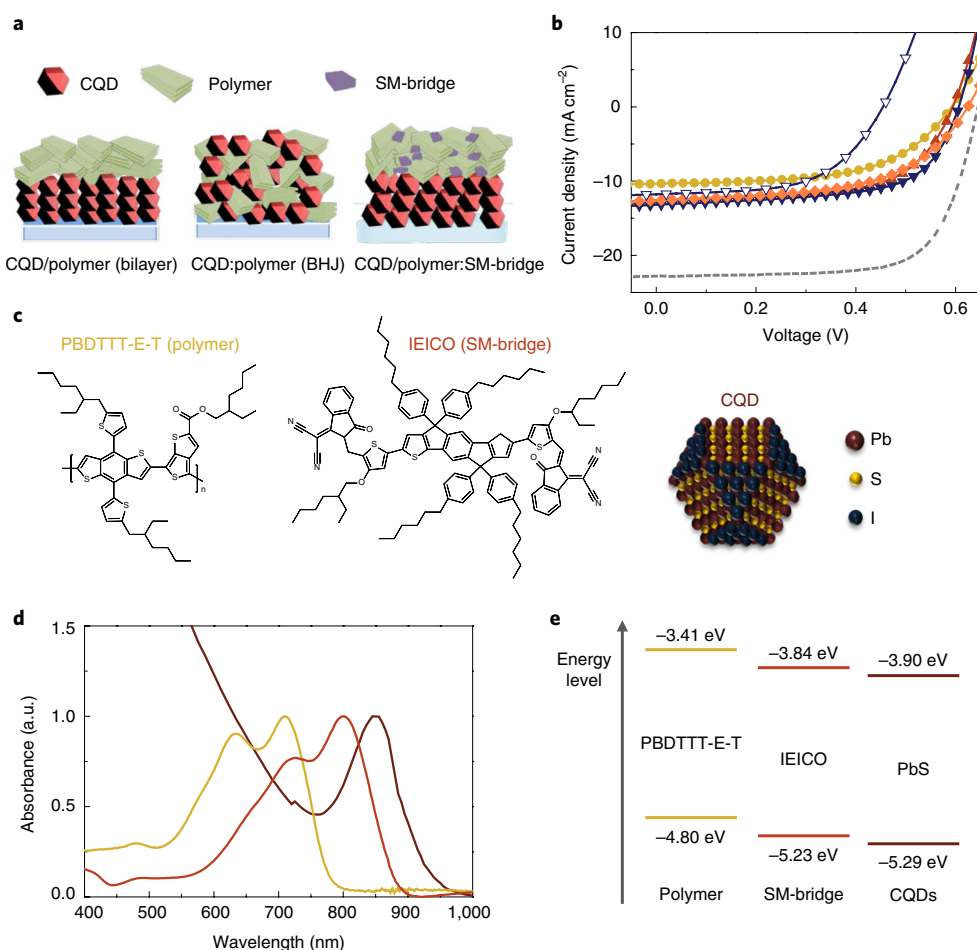 a
CQD
Polymer
SM-bridge
CQD/polymer (bilayer)
CQD:polymer (BHJ)
CQD/polymer:SM-bridge
b
10
0
−10
−20
0.0
0.2
0.4
0.6
Current density (mA cm−2)
Voltage (V)
c
PBDTTT-E-T (polymer)
IEICO (SM-bridge)
S
S
O
O
S
S
S
S
n
N
N
O
S
O
S
S
S
O
O
N
N
CQD
Pb
S
I
d
1.5
1.0
0.5
0.0
400
500
600
700
800
900
1,000
Absorbance (a.u.)
Wavelength (nm)
e
Energy
level
−3.41 eV
−3.84 eV
−3.90 eV
PBDTTT-E-T
IEICO
PbS
−4.80 eV
−5.23 eV
−5.29 eV
Polymer
SM-bridge
CQDs